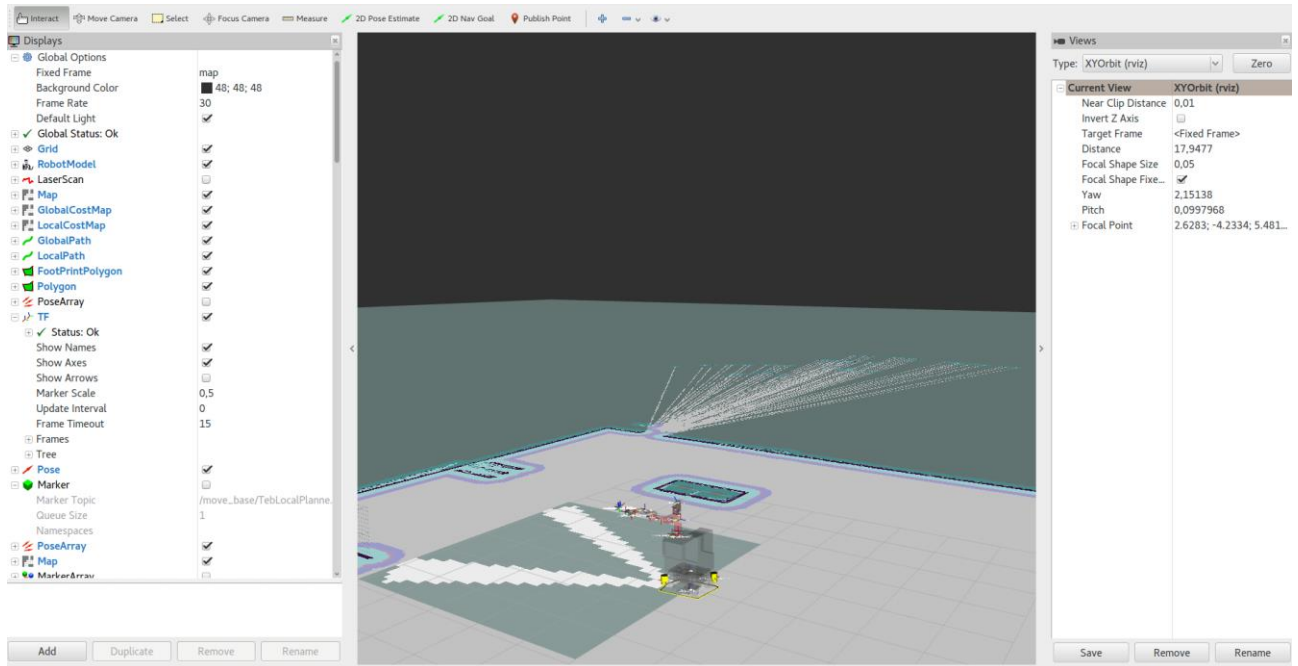 Interact Move Camera Select Focus Camera Measure 2D Pose Estimate 2D Nav Goal Publish Point
Displays
Global Options
Fixed Frame map
Background Color 48; 48; 48
Frame Rate 30
Default Light
Global Status: Ok
Grid
RobotModel
LaserScan
Map
GlobalCostMap
LocalCostMap
GlobalPath
LocalPath
FootPrintPolygon
Polygon
PoseArray
TF
Status: Ok
Show Names
Show Axes
Show Arrows
Marker Scale 0,5
Update Interval 0
Frame Timeout 15
Frames
Tree
Pose
Marker
Marker Topic /move_base/TebLocalPlanne
Queue Size 1
Namespaces
PoseArray
Map
MarkerArray
Add Duplicate Remove Rename
Views
Type: XYOrbit (rviz) Zero
Current View XYOrbit (rviz)
Near Clip Distance 0,01
Invert Z Axis
Target Frame <Fixed Frame>
Distance 17,9477
Focal Shape Size 0,05
Focal Shape Fixe...
Yaw 2,15138
Pitch 0,0997968
Focal Point 2.6283; -4.2334; 5.481...
Save Remove Rename